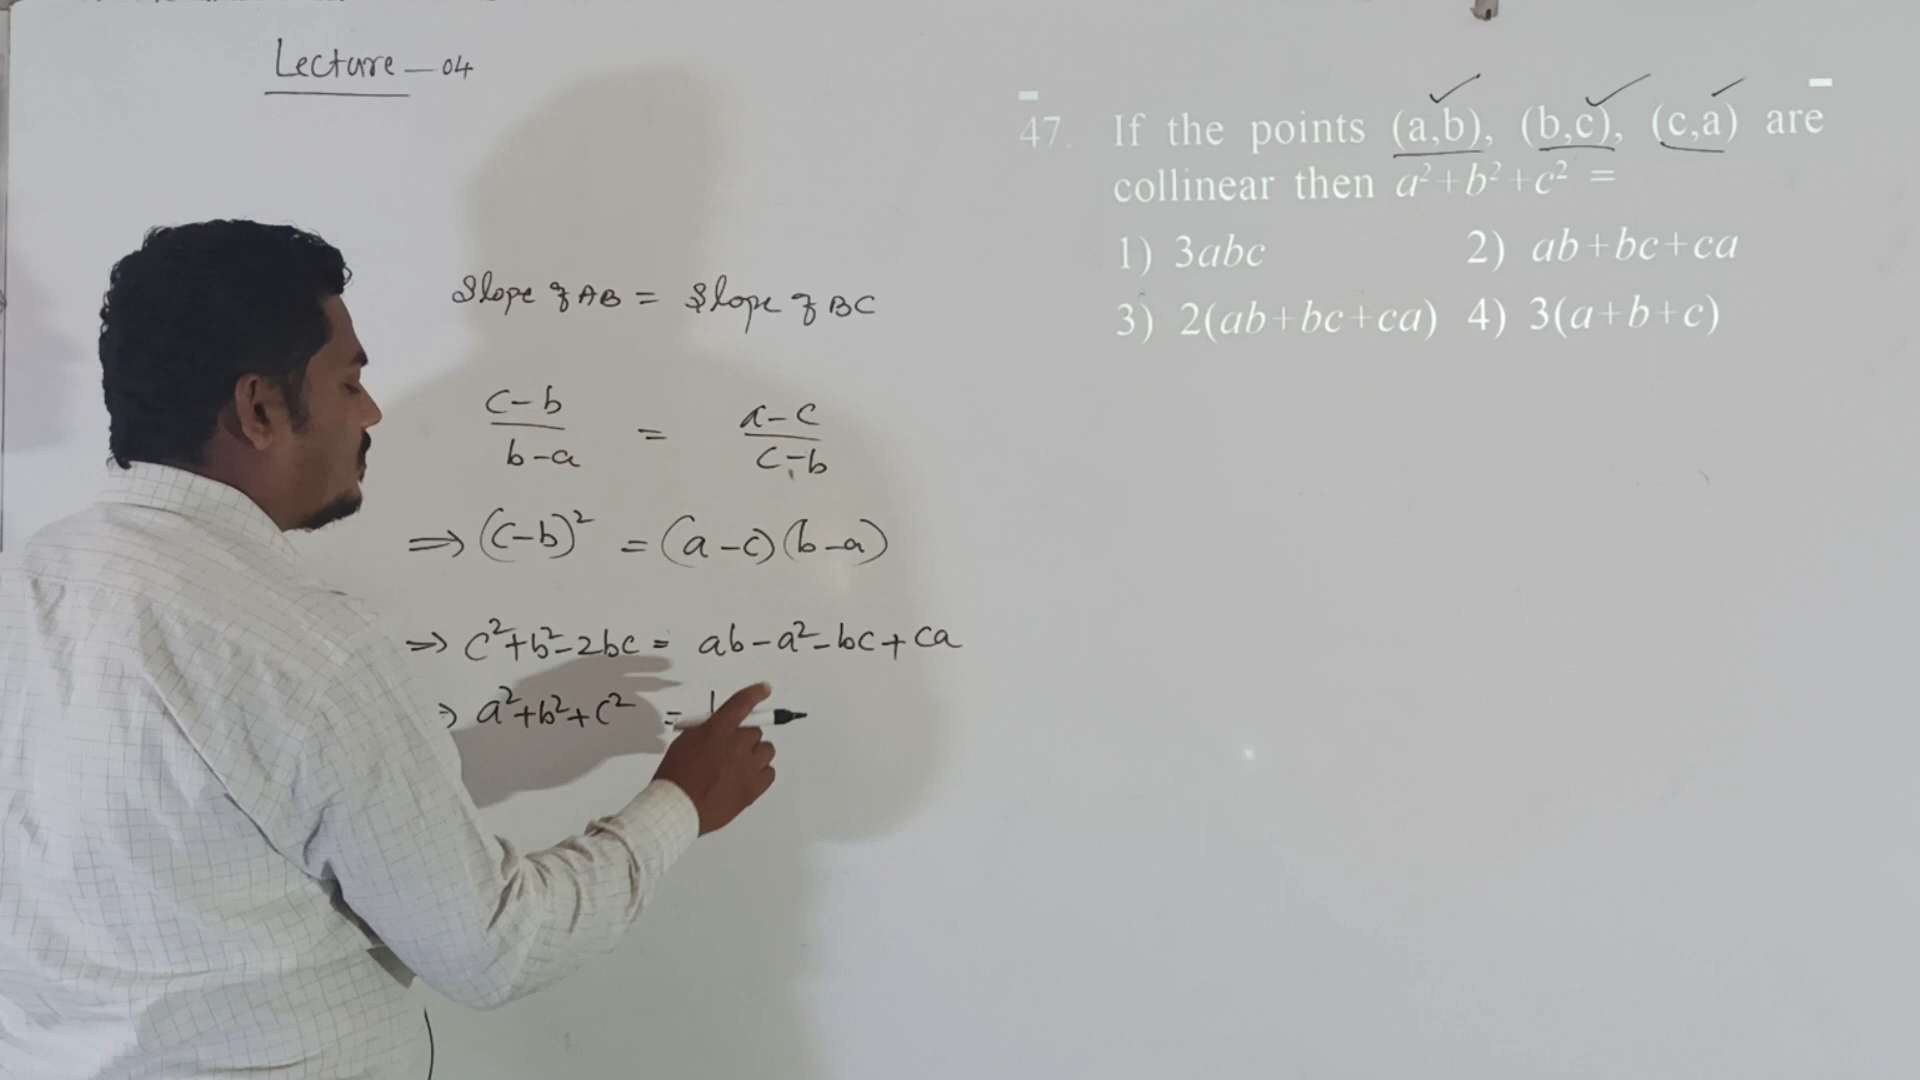 Lecture - 04
47. If the points (a,b), (b,c), (c,a) are
collinear then a²+b²+c² =
1) 3abc 2) ab+bc+ca
3) 2(ab+bc+ca) 4) 3(a+b+c)
Slope of AB = Slope of BC
c-b / b-a = a-c / c-b
⇒ (c-b)² = (a-c)(b-a)
⇒ c²+b²-2bc = ab-a²-bc+ca
⇒ a²+b²+c² =